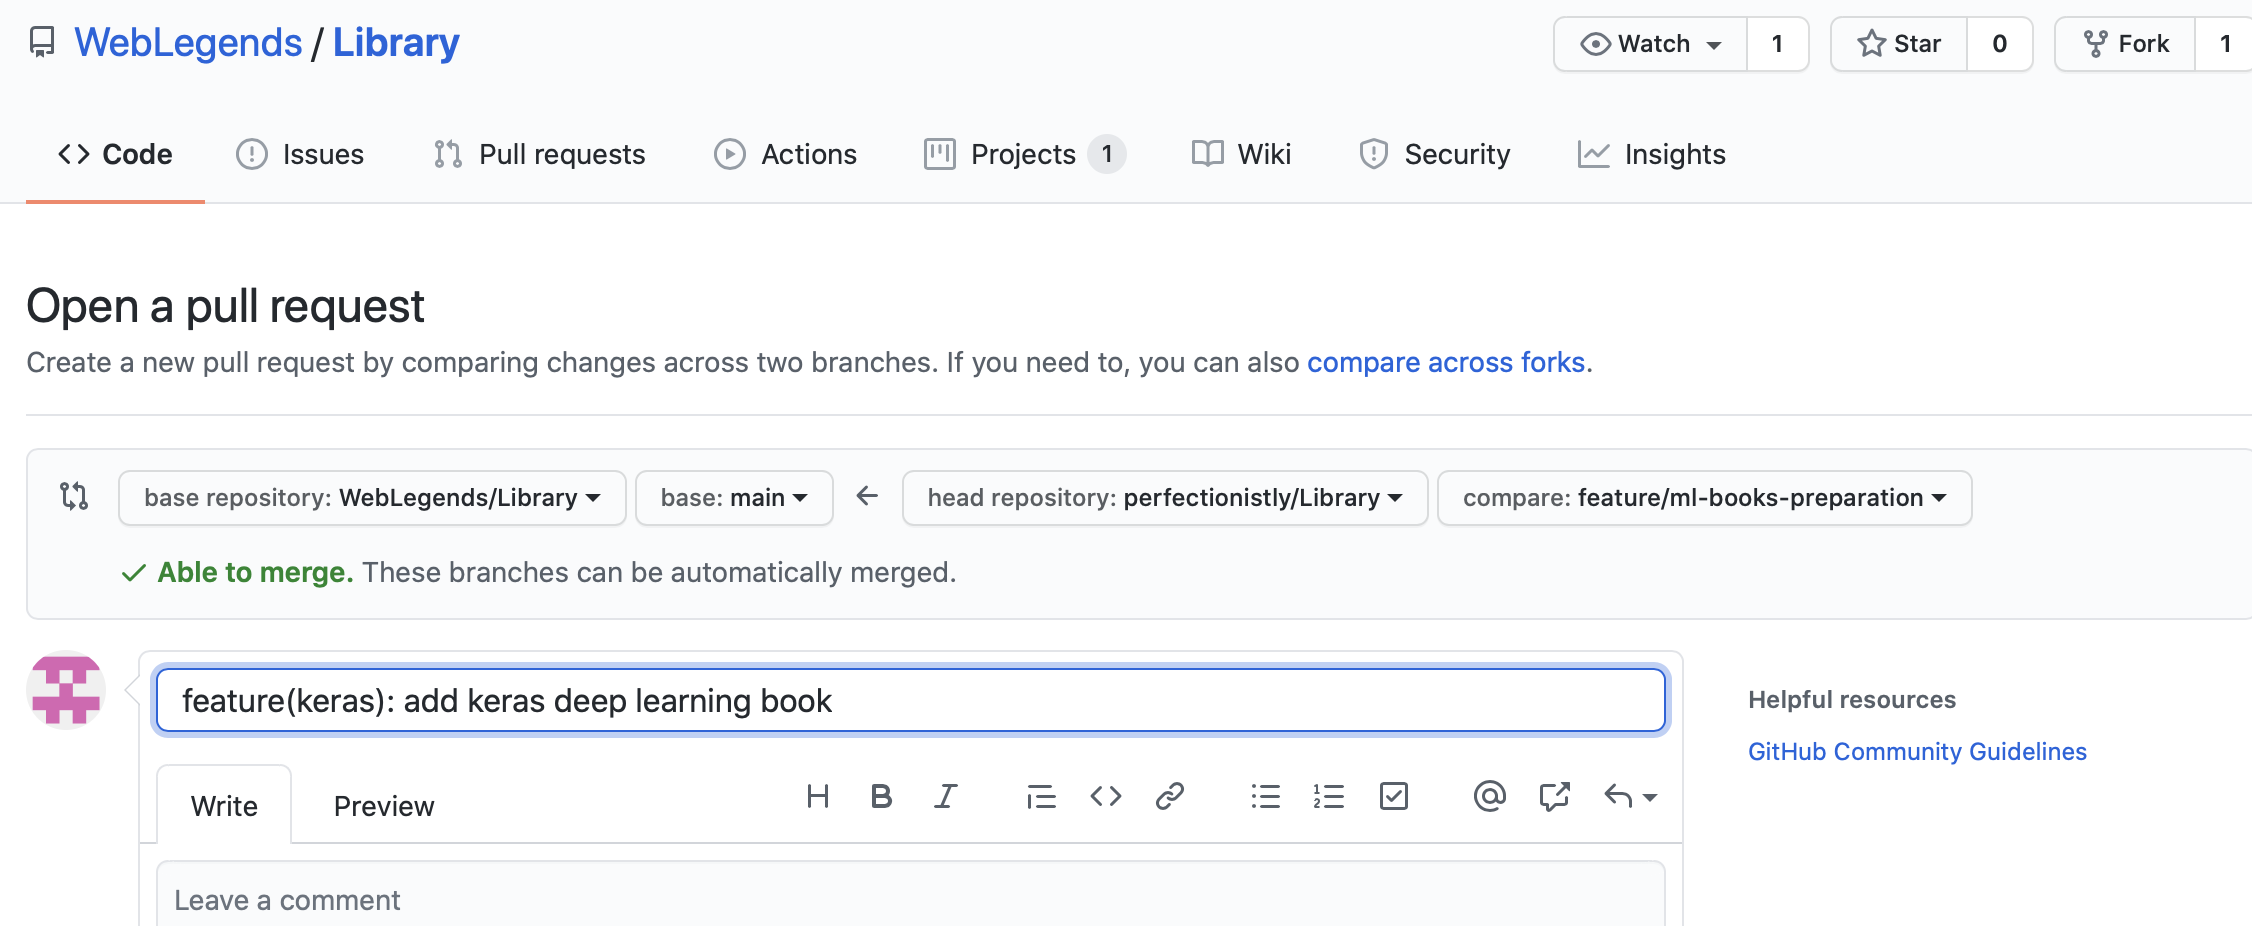 WebLegends / Library
Watch 1 Star 0 Fork 1
Code Issues Pull requests Actions Projects 1 Wiki Security Insights
Open a pull request
Create a new pull request by comparing changes across two branches. If you need to, you can also compare across forks.
base repository: WebLegends/Library base: main head repository: perfectionistly/Library compare: feature/ml-books-preparation
Able to merge. These branches can be automatically merged.
feature(keras): add keras deep learning book
Helpful resources
GitHub Community Guidelines
Write Preview
Leave a comment